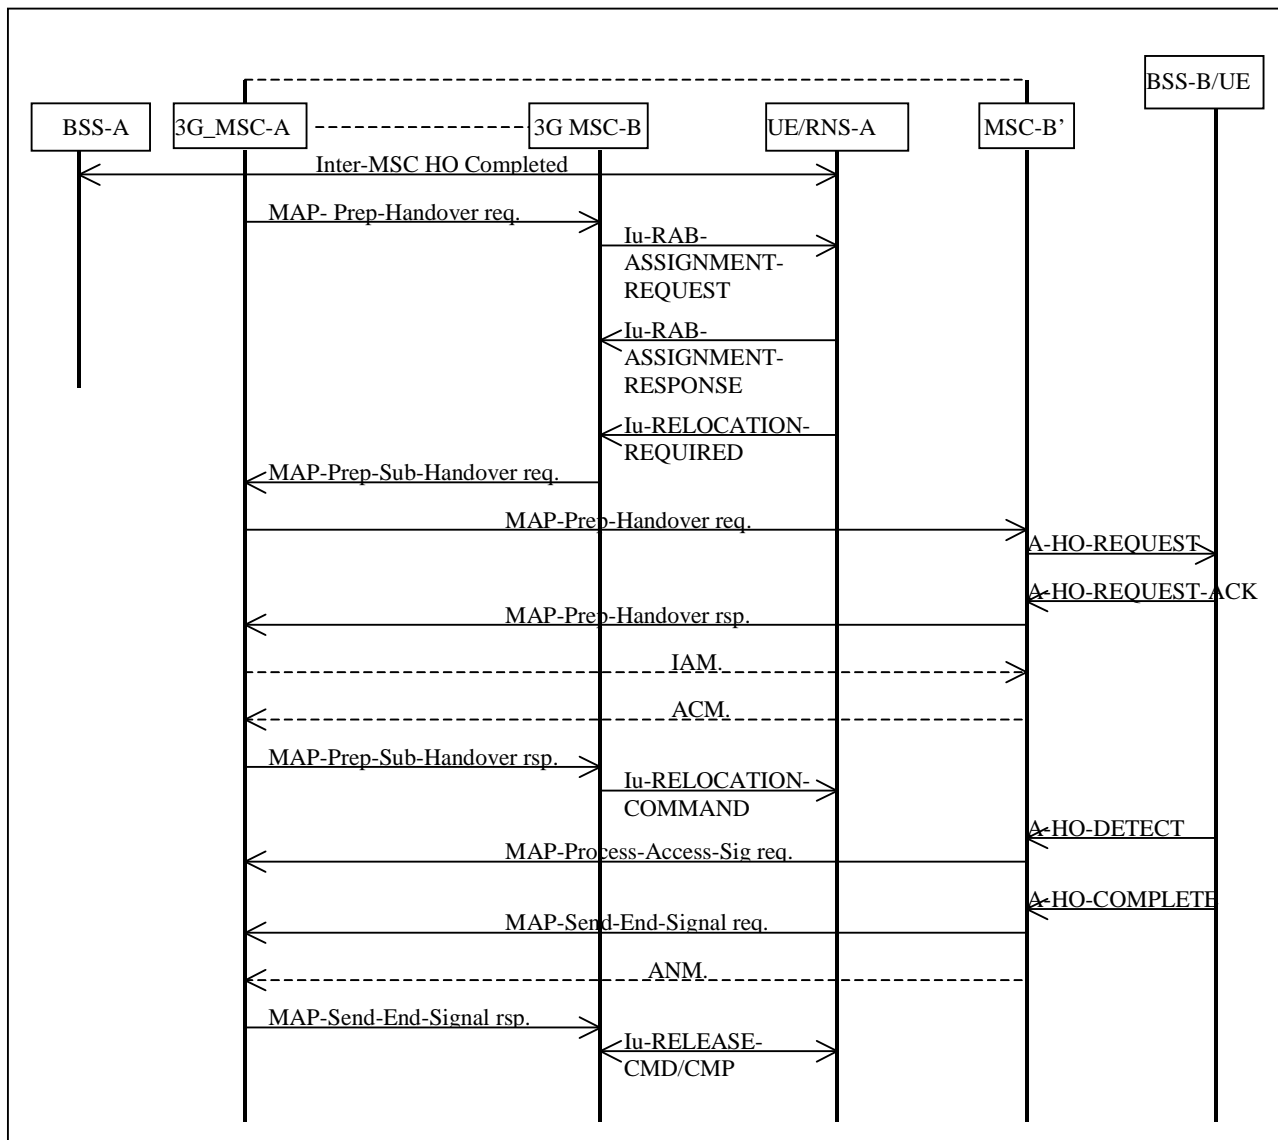 BSS-B/UE
BSS-A
3G_MSC-A
3G MSC-B
UE/RNS-A
MSC-B’
Inter-MSC HO Completed
MAP- Prep-Handover req.
Iu-RAB-
ASSIGNMENT-
REQUEST
Iu-RAB-
ASSIGNMENT-
RESPONSE
Iu-RELOCATION-
REQUIRED
MAP-Prep-Sub-Handover req.
MAP-Prep-Handover req.
A-HO-REQUEST
A-HO-REQUEST-ACK
MAP-Prep-Handover rsp.
IAM.
ACM.
MAP-Prep-Sub-Handover rsp.
Iu-RELOCATION-
COMMAND
A-HO-DETECT
MAP-Process-Access-Sig req.
A-HO-COMPLETE
MAP-Send-End-Signal req.
ANM.
MAP-Send-End-Signal rsp.
Iu-RELEASE-
CMD/CMP